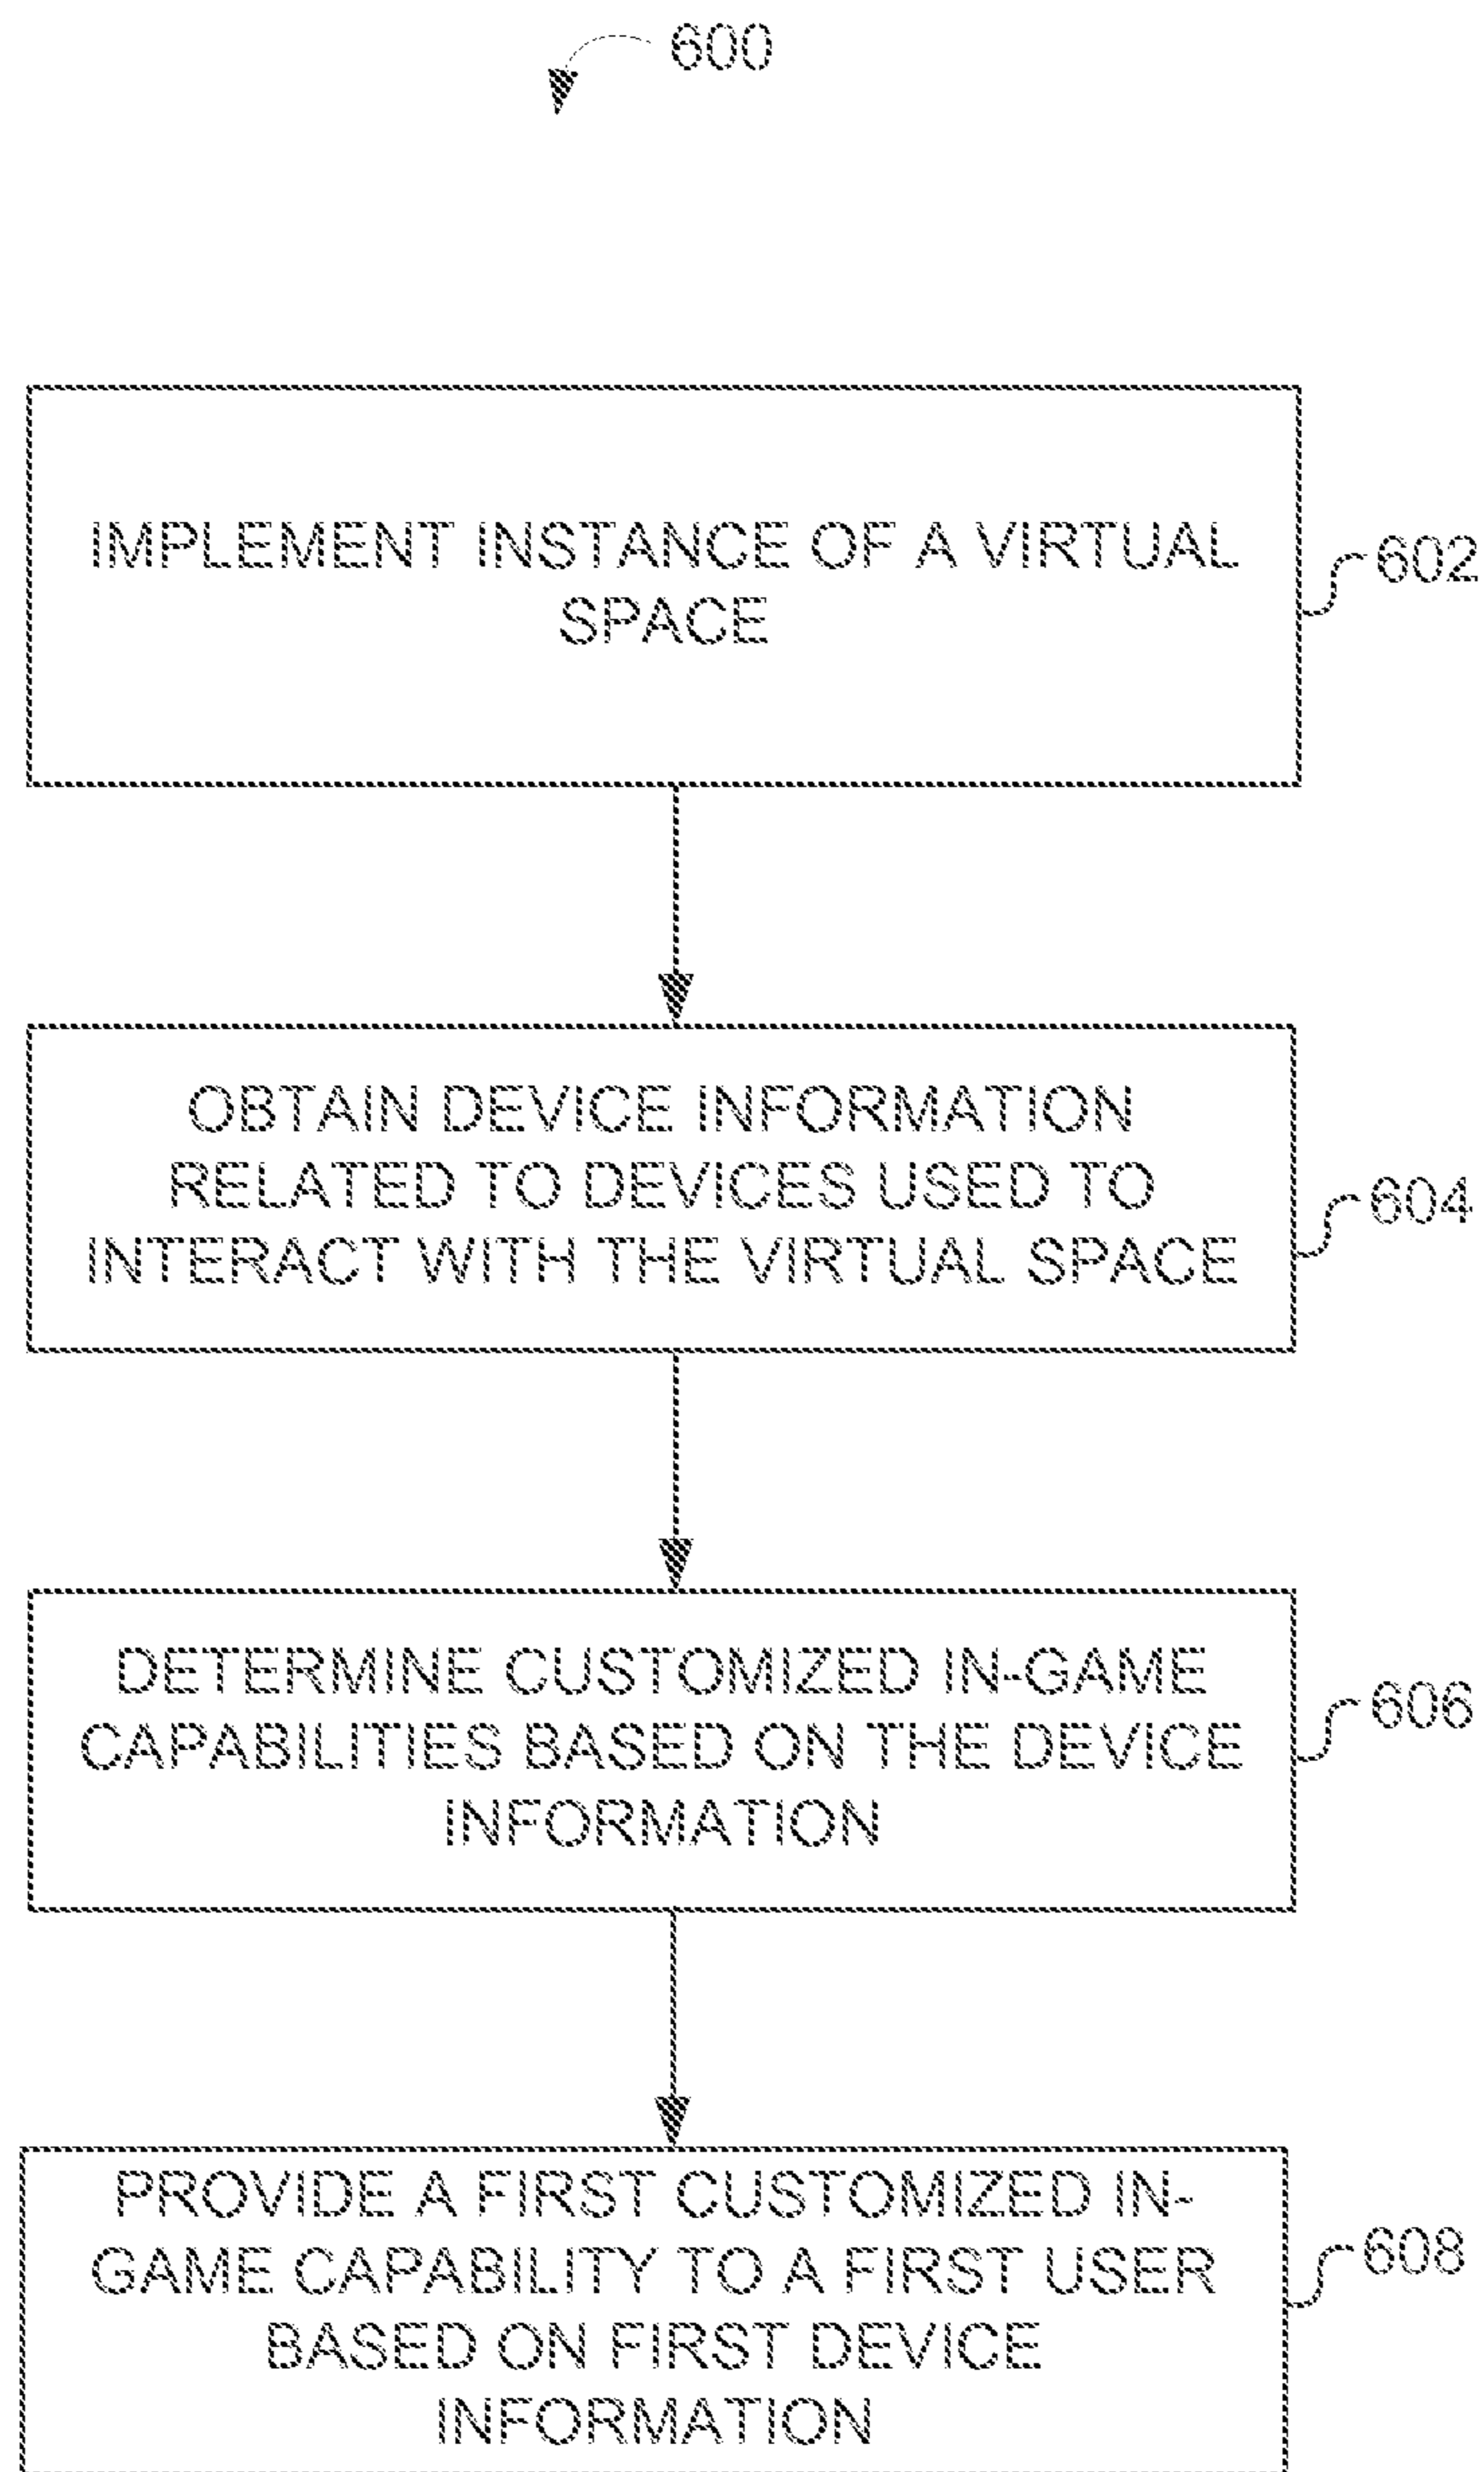 600
IMPLEMENT INSTANCE OF A VIRTUAL
SPACE
602
OBTAIN DEVICE INFORMATION
RELATED TO DEVICES USED TO
INTERACT WITH THE VIRTUAL SPACE
604
DETERMINE CUSTOMIZED IN-GAME
CAPABILITIES BASED ON THE DEVICE
INFORMATION
606
PROVIDE A FIRST CUSTOMIZED IN-
GAME CAPABILITY TO A FIRST USER
BASED ON FIRST DEVICE
INFORMATION
608